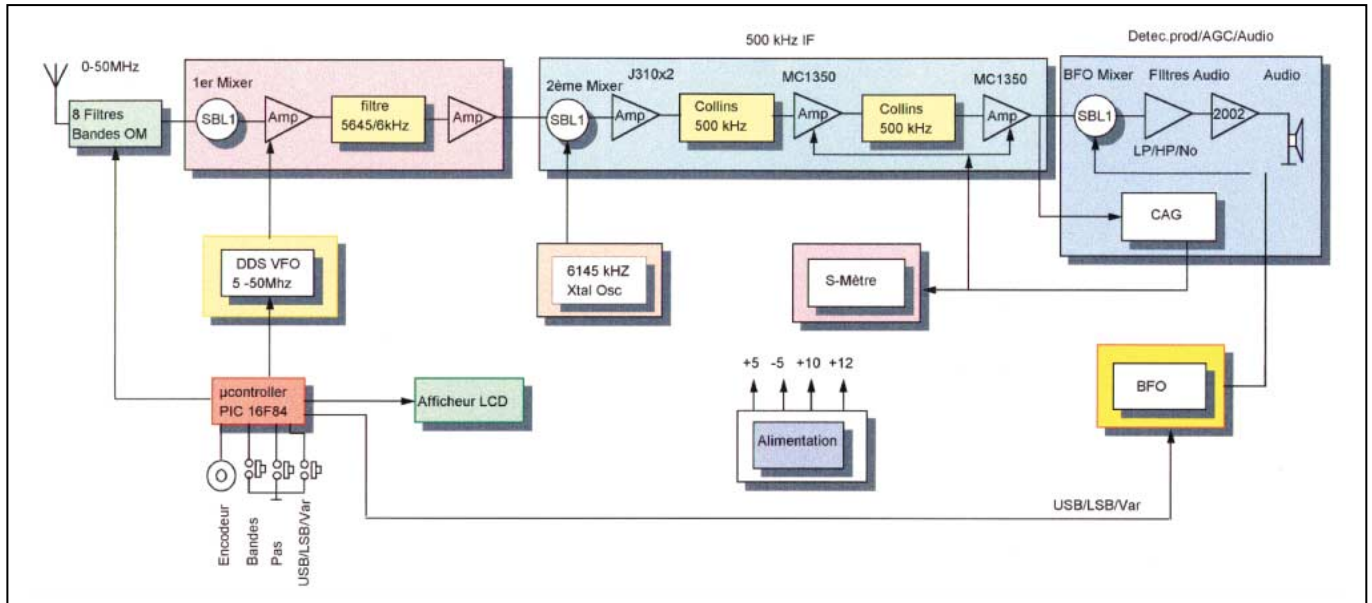 500 kHz IF
Detec.prod/AGC/Audio
0-50MHz
1er Mixer
2ème Mixer
J310x2
MC1350
MC1350
BFO Mixer
FIltres Audio
Audio
8 Filtres
Bandes OM
SBL1
Amp
filtre
5645/6kHz
Amp
SBL1
Amp
Collins
500 kHz
Amp
Collins
500 kHz
Amp
SBL1
2002
LP/HP/No
CAG
DDS VFO
5 -50Mhz
6145 kHZ
Xtal Osc
S-Mètre
+5
-5
+10
+12
µcontroller
PIC 16F84
Afficheur LCD
Alimentation
BFO
Encodeur
Bandes
Pas
USB/LSB/Var
USB/LSB/Var